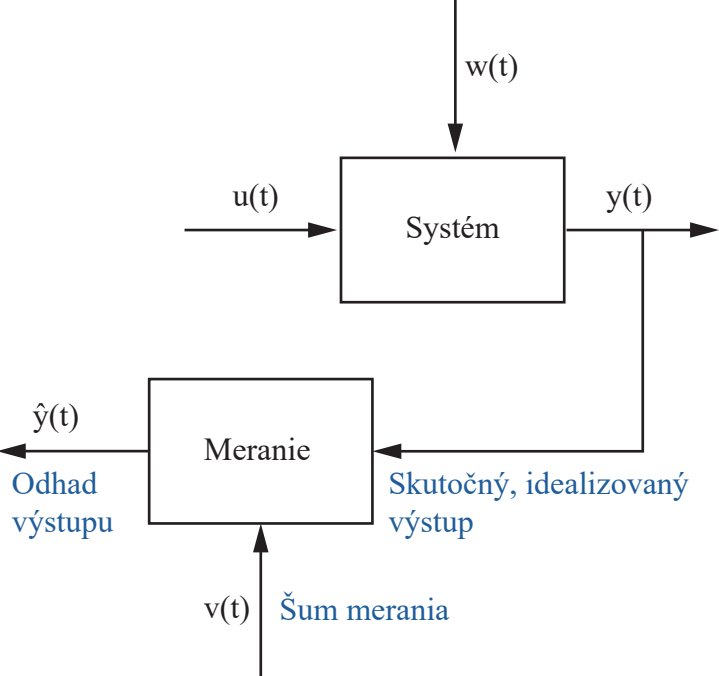 w(t)
u(t)
y(t)
Systém
ŷ(t)
Meranie
Odhad
výstupu
Skutočný, idealizovaný
výstup
v(t)
Šum merania